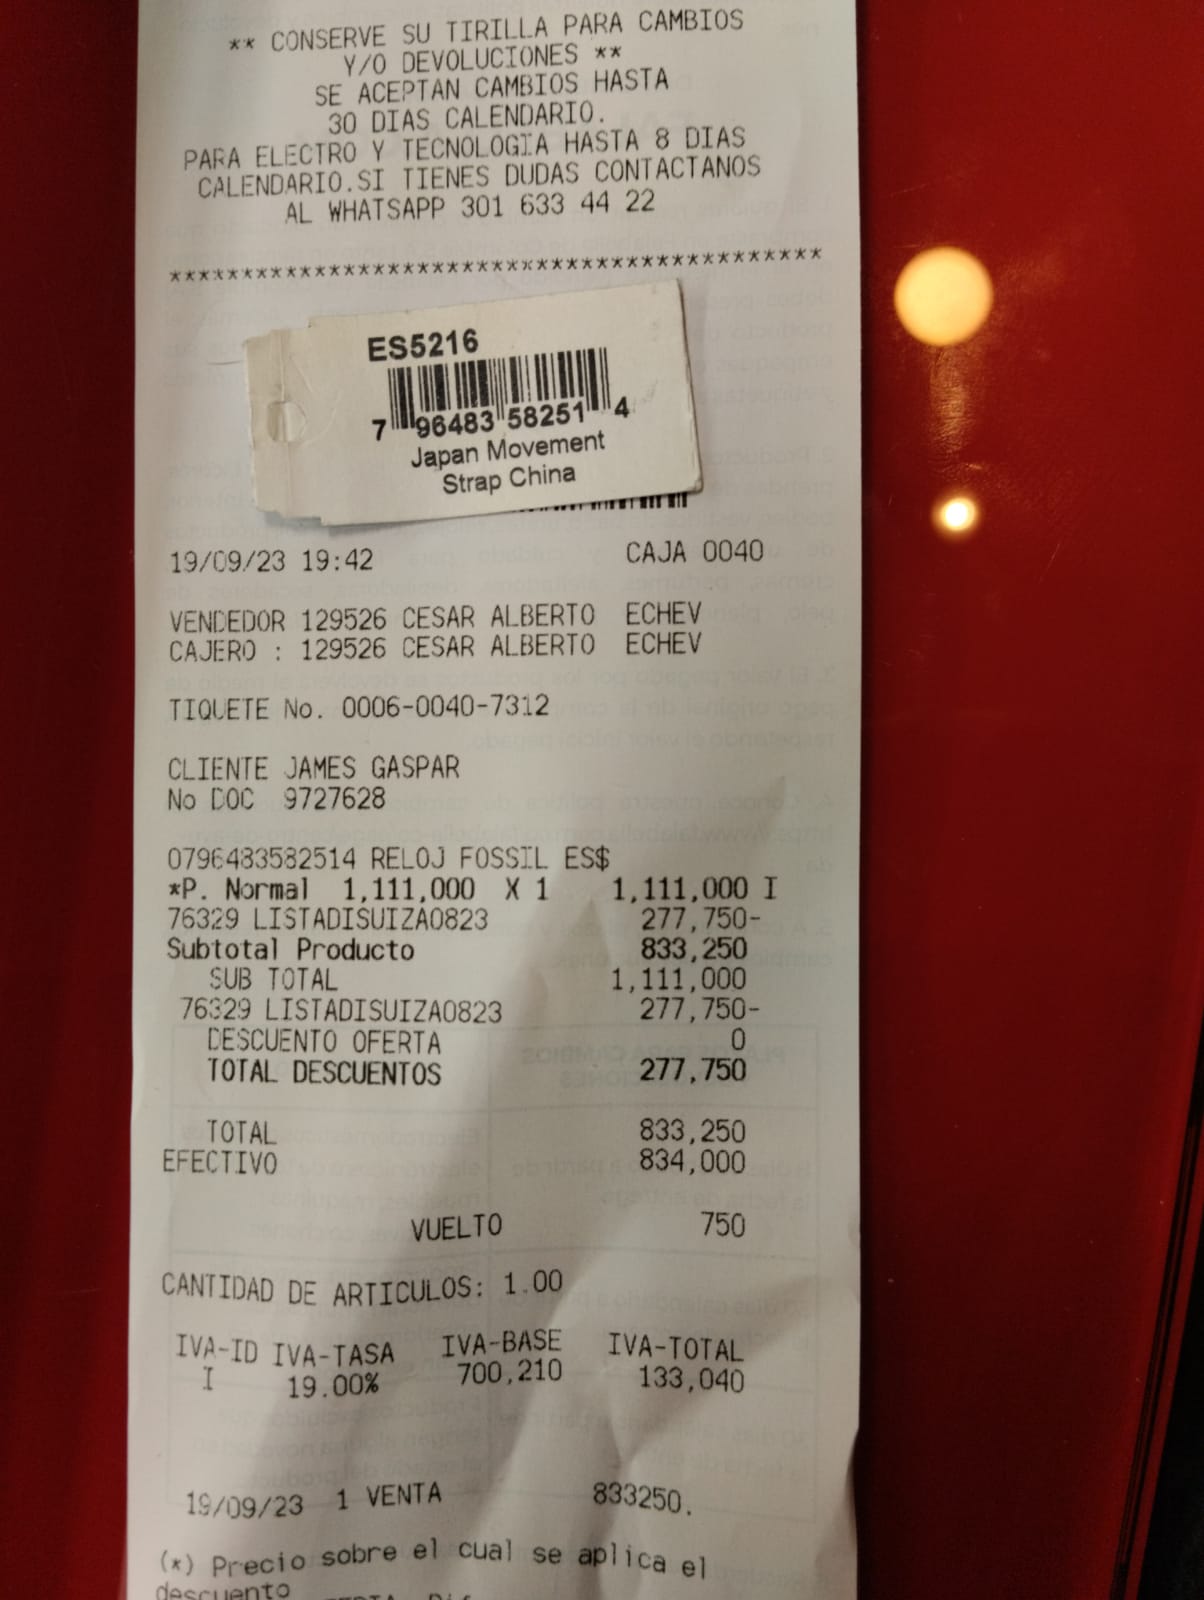 ** CONSERVE SU TIRILLA PARA CAMBIOS
Y/O DEVOLUCIONES **
SE ACEPTAN CAMBIOS HASTA
30 DIAS CALENDARIO.
PARA ELECTRO Y TECNOLOGIA HASTA 8 DIAS
CALENDARIO.SI TIENES DUDAS CONTACTANOS
AL WHATSAPP 301 633 44 22
*********************************************
ES5216
7 96483 58251 4
Japan Movement
Strap China
19/09/23 19:42 CAJA 0040
VENDEDOR 129526 CESAR ALBERTO ECHEV
CAJERO : 129526 CESAR ALBERTO ECHEV
TIQUETE No. 0006-0040-7312
CLIENTE JAMES GASPAR
No DOC 9727628
0796483582514 RELOJ FOSSIL ES$
*P. Normal 1,111,000 X 1 1,111,000 I
76329 LISTADISUIZA0823 277,750-
Subtotal Producto 833,250
SUB TOTAL 1,111,000
76329 LISTADISUIZA0823 277,750-
DESCUENTO OFERTA 0
TOTAL DESCUENTOS 277,750
TOTAL 833,250
EFECTIVO 834,000
VUELTO 750
CANTIDAD DE ARTICULOS: 1.00
IVA-ID IVA-TASA IVA-BASE IVA-TOTAL
I 19.00% 700,210 133,040
19/09/23 1 VENTA 833250.
(*) Precio sobre el cual se aplica el
descuento